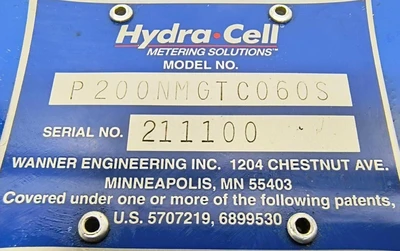 Hydra·Cell
METERING SOLUTIONS™
MODEL NO.
P200NMGTC060S
SERIAL NO. 211100
WANNER ENGINEERING INC. 1204 CHESTNUT AVE.
MINNEAPOLIS, MN 55403
Covered under one or more of the following patents,
U.S. 5707219, 6899530